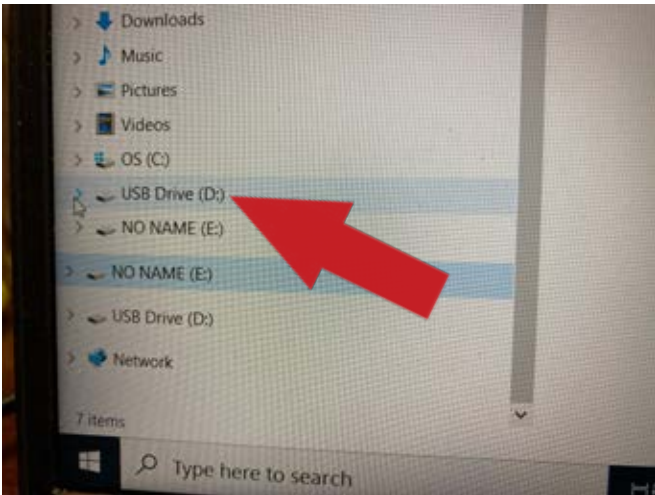 Downloads
Music
Pictures
Videos
OS (C:)
USB Drive (D:)
NO NAME (E:)
NO NAME (E:)
USB Drive (D:)
Network
7 items
Type here to search